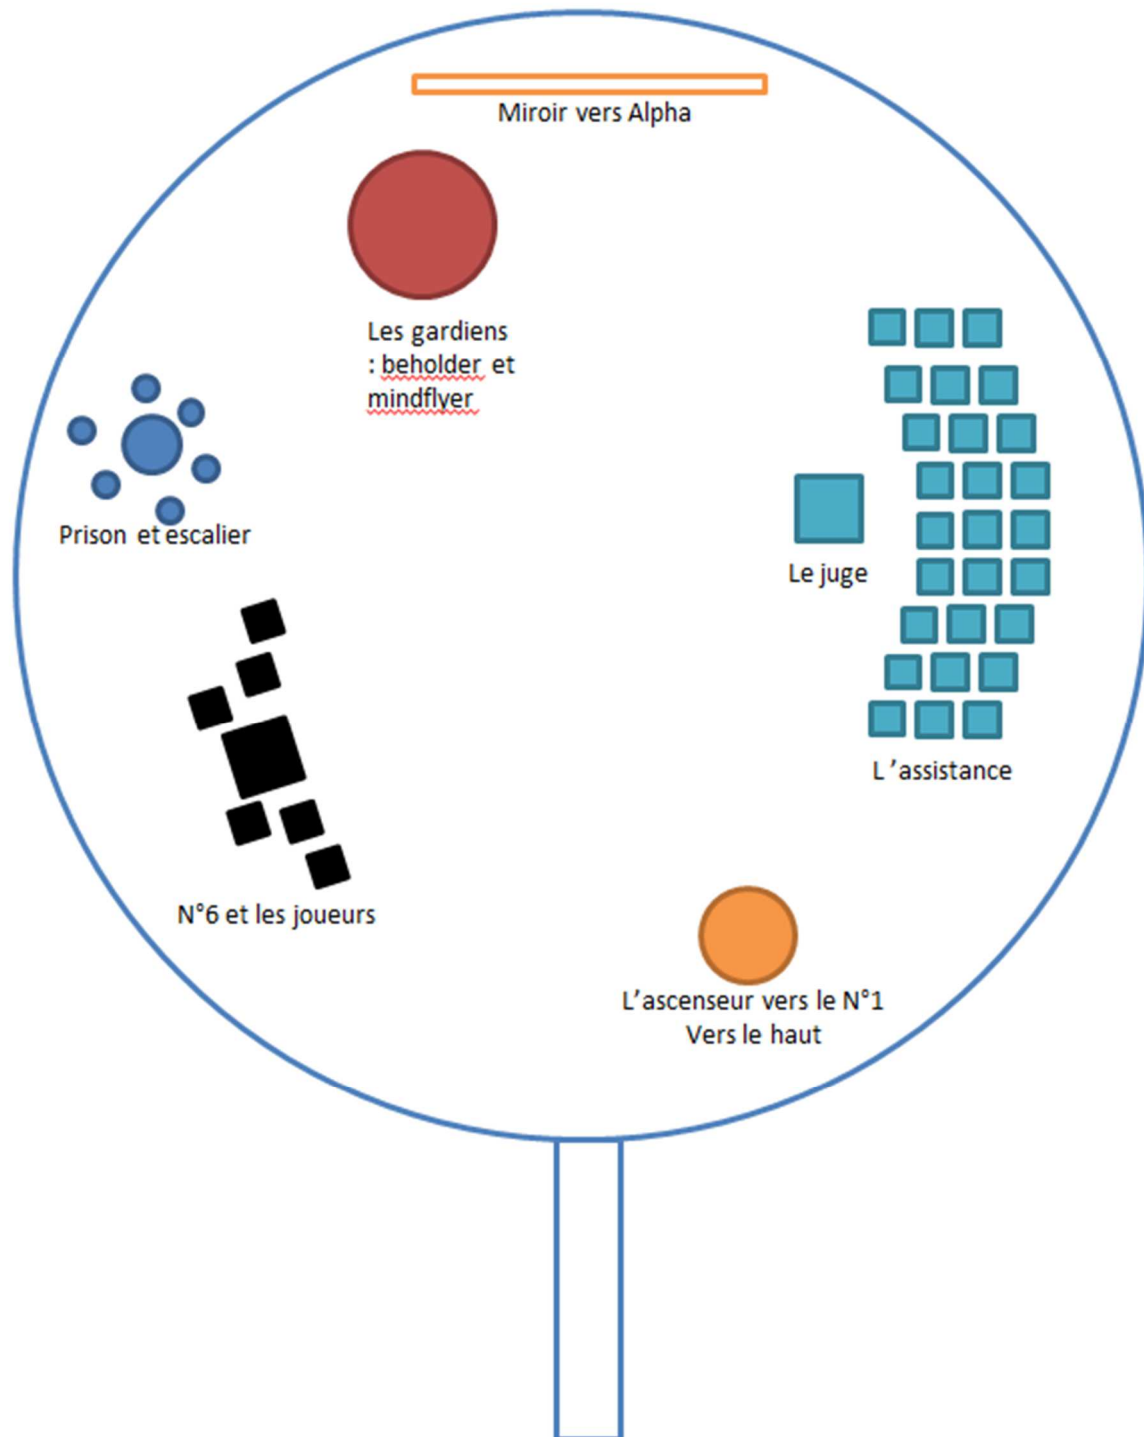 Miroir vers Alpha
Les gardiens
: beholder et
mindflyer
Prison et escalier
Le juge
L ’assistance
N°6 et les joueurs
L’ascenseur vers le N°1
Vers le haut